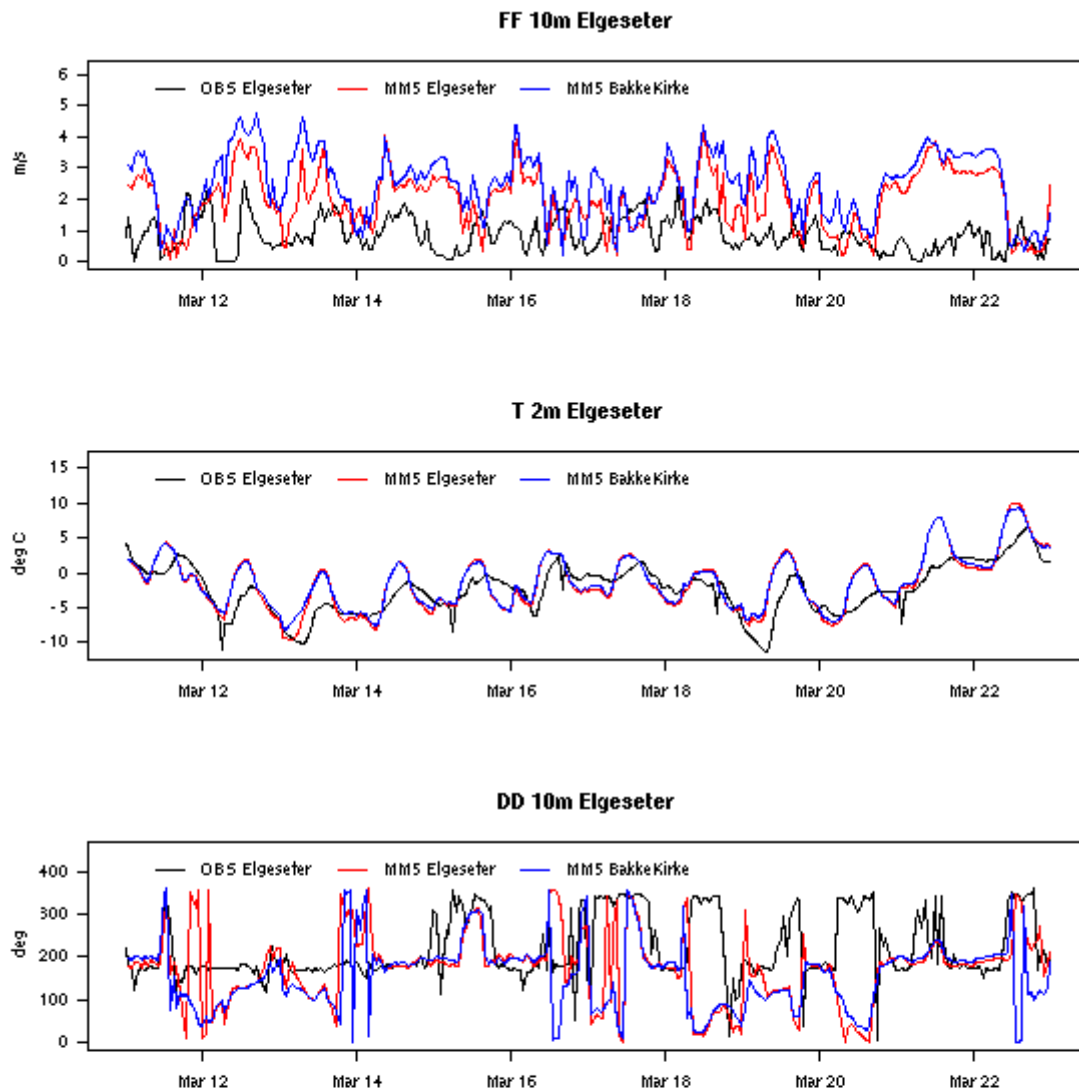 FF 10m Elgeseter
OBS Elgeseter MM5 Elgeseter MM5 BakkeKirke
m/s
6
5
4
3
2
1
0
Mar 12 Mar 14 Mar 16 Mar 18 Mar 20 Mar 22
T 2m Elgeseter
OBS Elgeseter MM5 Elgeseter MM5 BakkeKirke
deg C
15
10
5
0
-5
-10
Mar 12 Mar 14 Mar 16 Mar 18 Mar 20 Mar 22
DD 10m Elgeseter
OBS Elgeseter MM5 Elgeseter MM5 BakkeKirke
deg
400
300
200
100
0
Mar 12 Mar 14 Mar 16 Mar 18 Mar 20 Mar 22